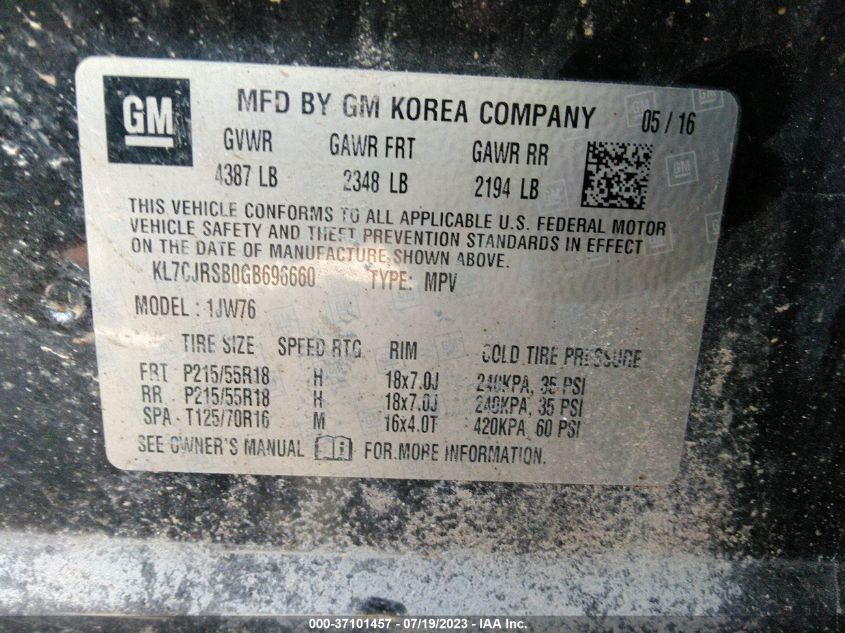 GM
MFD BY GM KOREA COMPANY 05/16
GVWR GAWR FRT GAWR RR
4387 LB 2348 LB 2194 LB
THIS VEHICLE CONFORMS TO ALL APPLICABLE U.S. FEDERAL MOTOR
VEHICLE SAFETY AND THEFT PREVENTION STANDARDS IN EFFECT
ON THE DATE OF MANUFACTURE SHOWN ABOVE.
KL7CJRSB0GB696660 TYPE: MPV
MODEL: 1JW76
TIRE SIZE SPEED RTG RIM COLD TIRE PRESSURE
FRT P215/55R18 H 18x7.0J 240KPA, 35 PSI
RR P215/55R18 H 18x7.0J 240KPA, 35 PSI
SPA T125/70R16 M 16x4.0T 420KPA, 60 PSI
SEE OWNER'S MANUAL FOR MORE INFORMATION.
000-37101457 / 07/19/2023 - IAA Inc.